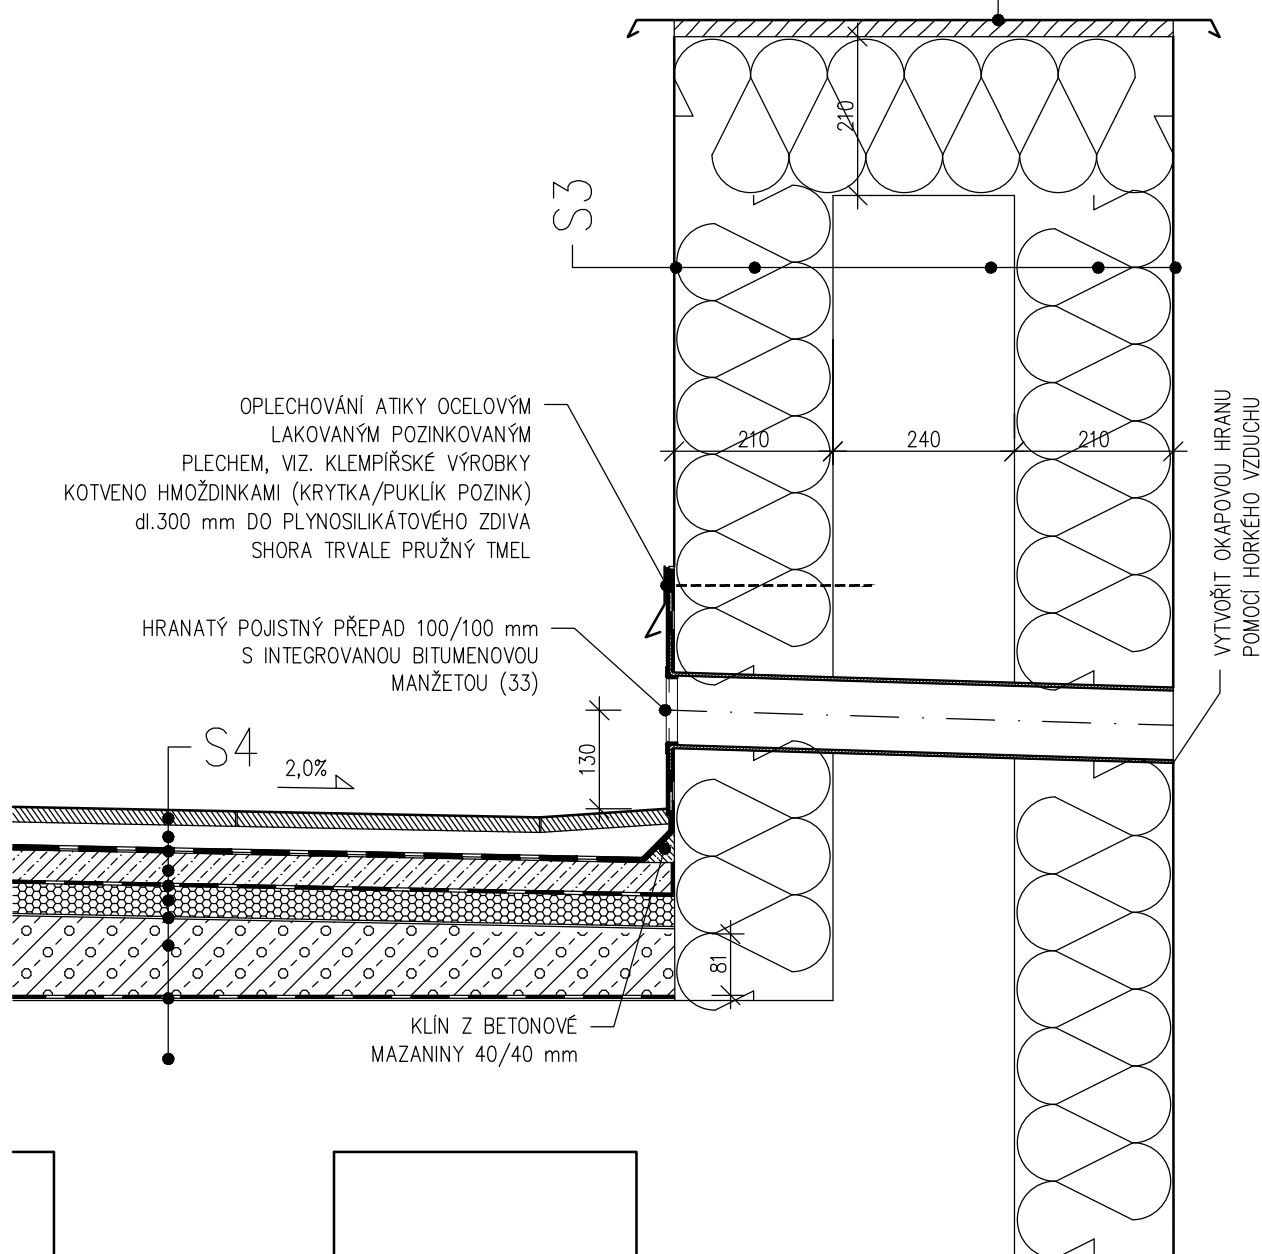 210
S3
OPLECHOVÁNÍ ATIKY OCELOVÝM
LAKOVANÝM POZINKOVANÝM
PLECHEM, VIZ. KLEMPÍŘSKÉ VÝROBKY
KOTVENO HMOŽDINKAMI (KRYTKA/PUKLÍK POZINK)
dl.300 mm DO PLYNOSILIKÁTOVÉHO ZDIVA
SHORA TRVALE PRUŽNÝ TMEL
210
240
210
VYTVOŘIT OKAPOVOU HRANU
POMOCÍ HORKÉHO VZDUCHU
HRANATÝ POJISTNÝ PŘEPAD 100/100 mm
S INTEGROVANOU BITUMENOVOU
MANŽETOU (33)
130
S4
2,0%
81
KLÍN Z BETONOVÉ
MAZANINY 40/40 mm